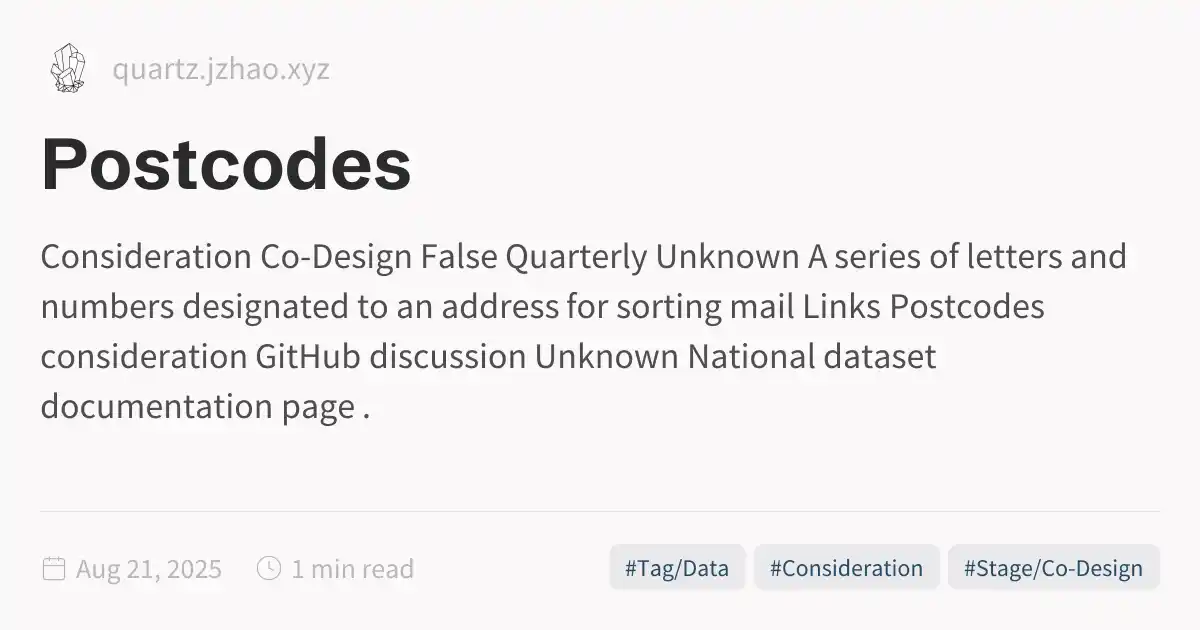 quartz.jzhao.xyz
Postcodes
Consideration Co-Design False Quarterly Unknown A series of letters and
numbers designated to an address for sorting mail Links Postcodes
consideration GitHub discussion Unknown National dataset
documentation page .
Aug 21, 2025 1 min read #Tag/Data #Consideration #Stage/Co-Design